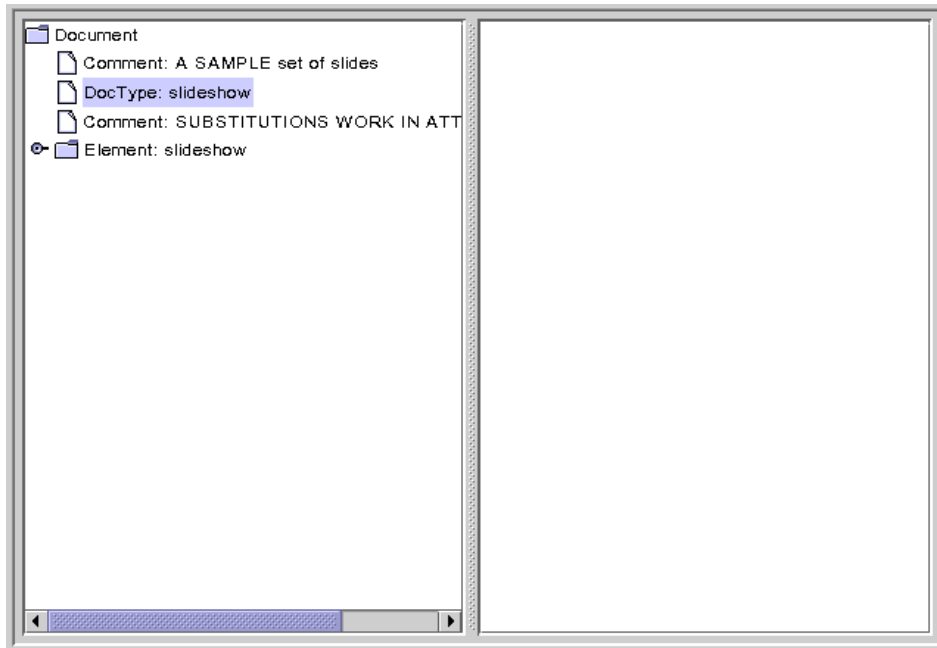 Document
Comment: A SAMPLE set of slides
DocType: slideshow
Comment: SUBSTITUTIONS WORK IN ATT
Element: slideshow